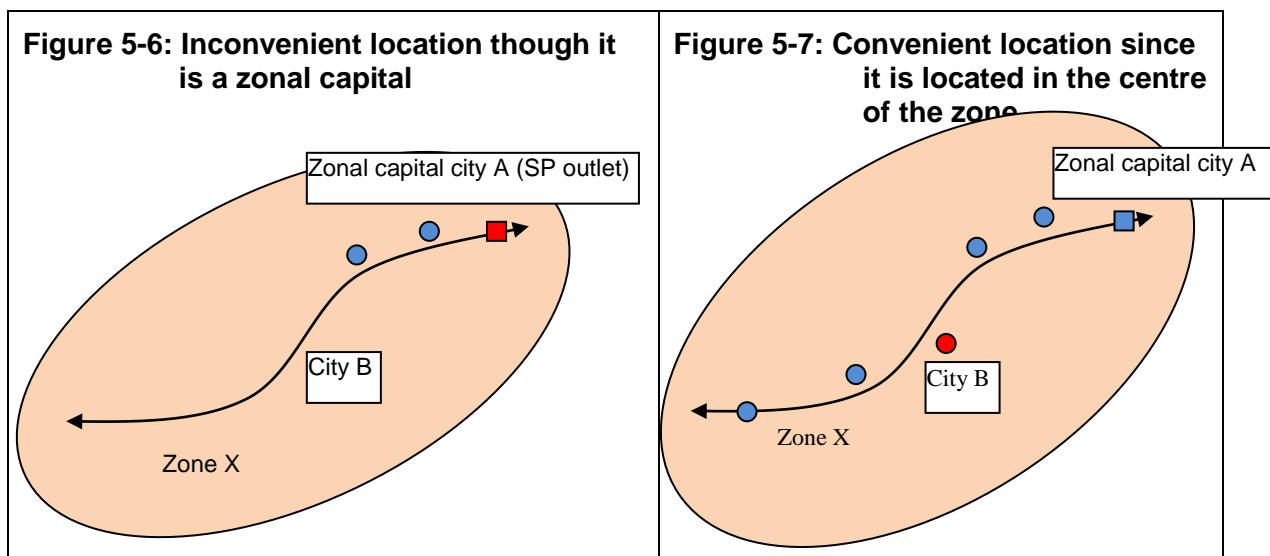 Figure 5-6: Inconvenient location though it
is a zonal capital
Zonal capital city A (SP outlet)
City B
Zone X
Figure 5-7: Convenient location since
it is located in the centre
of the zone
Zonal capital city A
City B
Zone X